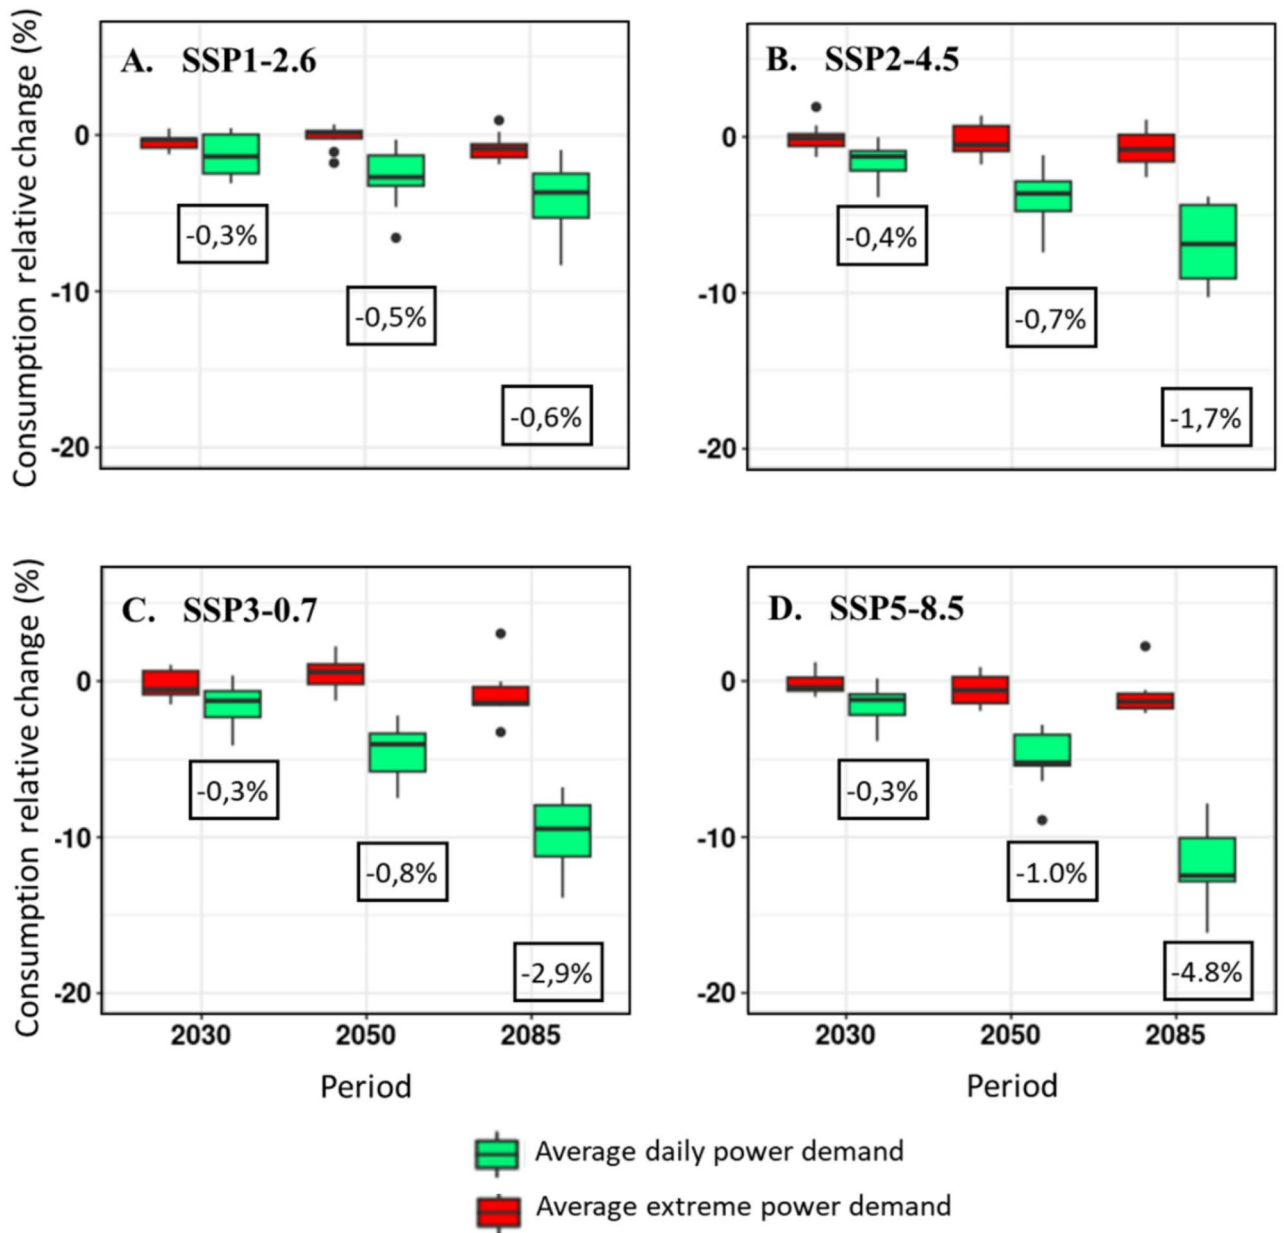 Consumption relative change (%)
A. SSP1-2.6
0
-10
-20
-0,3%
-0,5%
-0,6%
B. SSP2-4.5
0
-10
-20
-0,4%
-0,7%
-1,7%
Consumption relative change (%)
C. SSP3-0.7
0
-10
-20
-0,3%
-0,8%
-2,9%
2030 2050 2085
Period
D. SSP5-8.5
0
-10
-20
-0,3%
-1.0%
-4.8%
2030 2050 2085
Period
Average daily power demand
Average extreme power demand